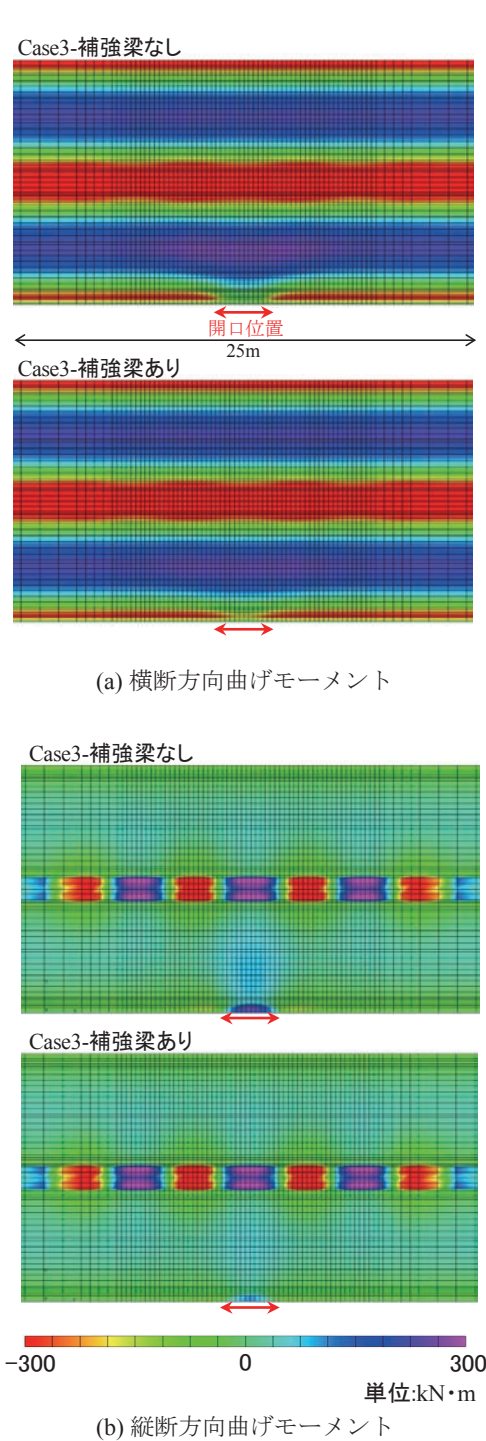 Case3-補強梁なし
開口位置
25m
Case3-補強梁あり
(a) 横断方向曲げモーメント
Case3-補強梁なし
Case3-補強梁あり
−300 0 300
単位:kN・m
(b) 縦断方向曲げモーメント